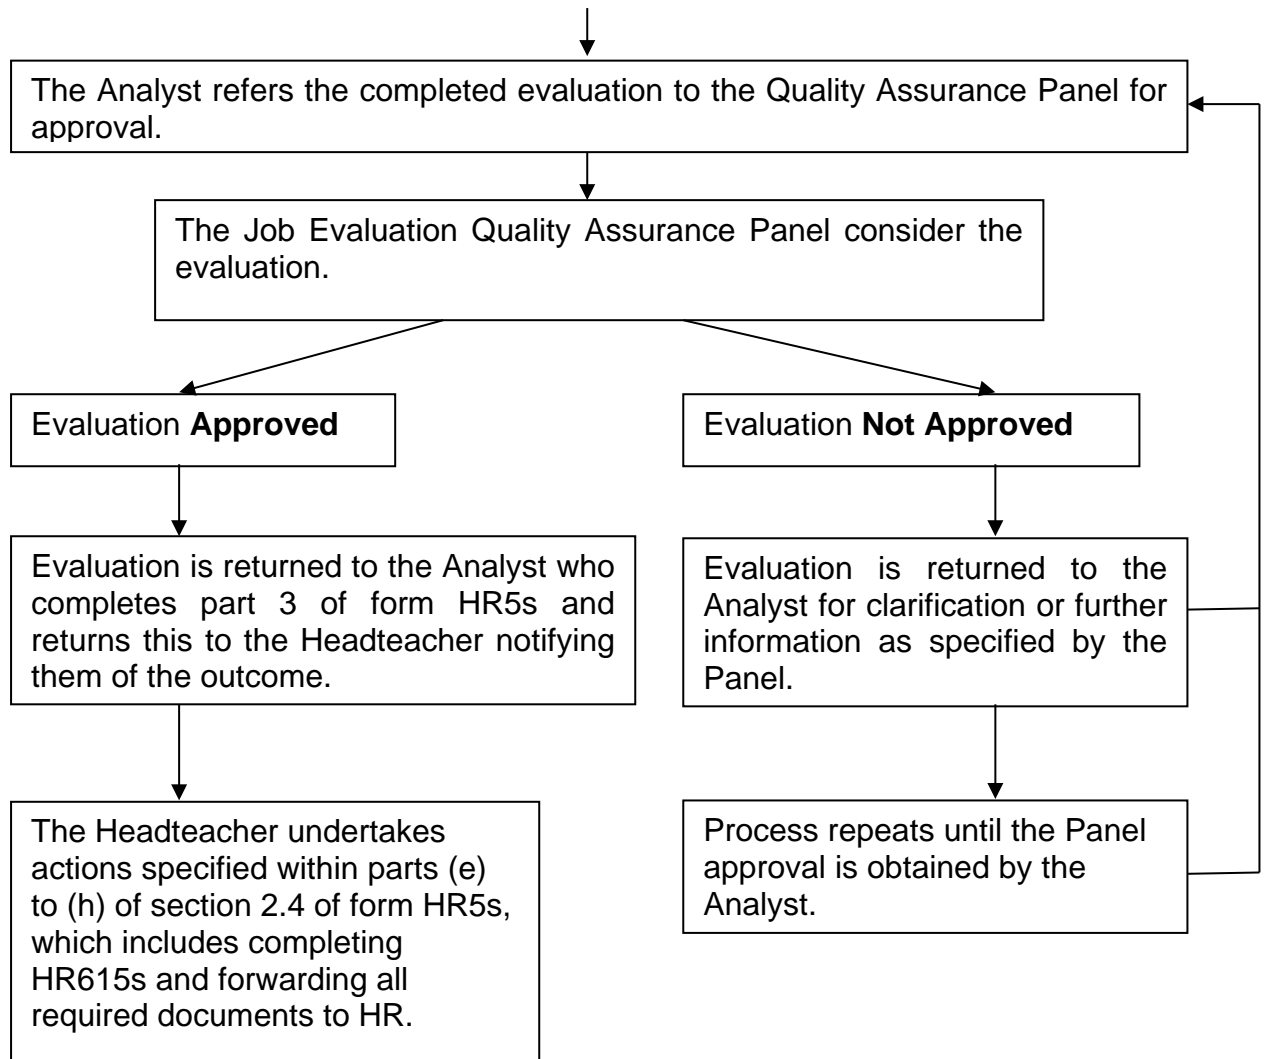 The Analyst refers the completed evaluation to the Quality Assurance Panel for
approval.
The Job Evaluation Quality Assurance Panel consider the
evaluation.
Evaluation Approved
Evaluation Not Approved
Evaluation is returned to the Analyst who
completes part 3 of form HR5s and
returns this to the Headteacher notifying
them of the outcome.
Evaluation is returned to the
Analyst for clarification or further
information as specified by the
Panel.
The Headteacher undertakes
actions specified within parts (e)
to (h) of section 2.4 of form HR5s,
which includes completing
HR615s and forwarding all
required documents to HR.
Process repeats until the Panel
approval is obtained by the
Analyst.